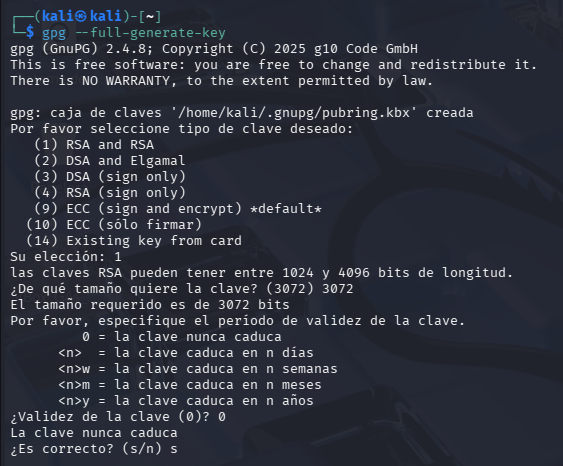 ┌──(kali㉿kali)-[~]
└─$ gpg --full-generate-key
gpg (GnuPG) 2.4.8; Copyright (C) 2025 g10 Code GmbH
This is free software: you are free to change and redistribute it.
There is NO WARRANTY, to the extent permitted by law.

gpg: caja de claves '/home/kali/.gnupg/pubring.kbx' creada
Por favor seleccione tipo de clave deseado:
   (1) RSA and RSA
   (2) DSA and Elgamal
   (3) DSA (sign only)
   (4) RSA (sign only)
   (9) ECC (sign and encrypt) *default*
  (10) ECC (sólo firmar)
  (14) Existing key from card
Su elección: 1
las claves RSA pueden tener entre 1024 y 4096 bits de longitud.
¿De qué tamaño quiere la clave? (3072) 3072
El tamaño requerido es de 3072 bits
Por favor, especifique el período de validez de la clave.
         0 = la clave nunca caduca
      <n>  = la clave caduca en n días
      <n>w = la clave caduca en n semanas
      <n>m = la clave caduca en n meses
      <n>y = la clave caduca en n años
¿Validez de la clave (0)? 0
La clave nunca caduca
¿Es correcto? (s/n) s